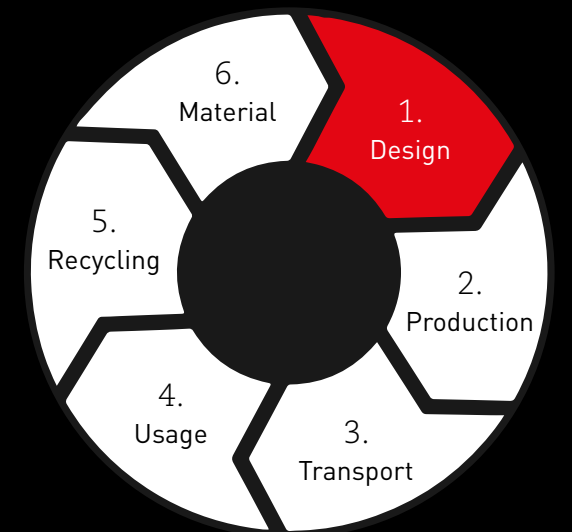 1.
Design
2.
Production
3.
Transport
4.
Usage
5.
Recycling
6.
Material